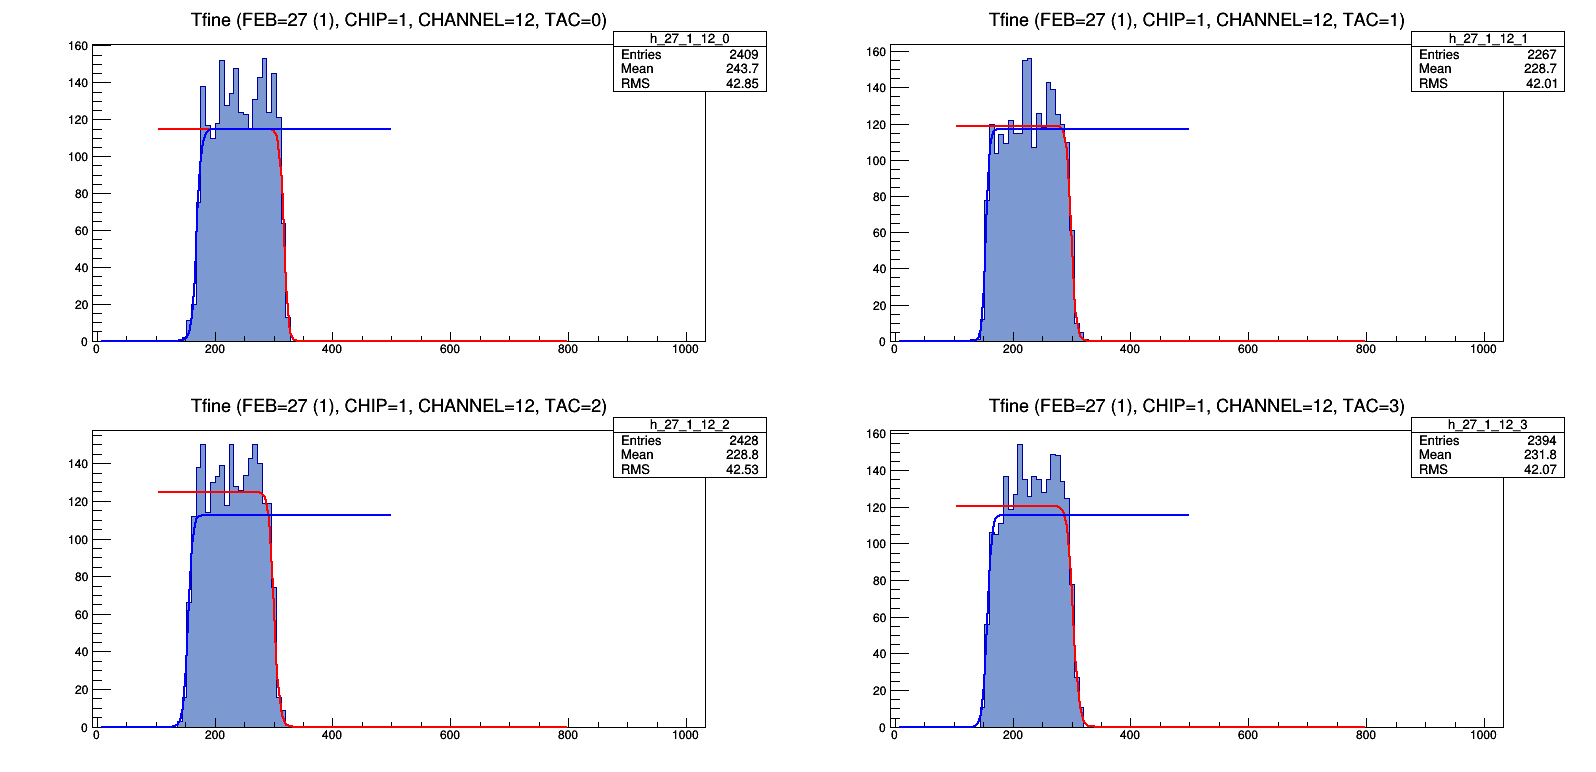 Tfine (FEB=27 (1), CHIP=1, CHANNEL=12, TAC=0)
h_27_1_12_0
Entries 2409
Mean 243.7
RMS 42.85
160
140
120
100
80
60
40
20
0
0 200 400 600 800 1000
Tfine (FEB=27 (1), CHIP=1, CHANNEL=12, TAC=1)
h_27_1_12_1
Entries 2267
Mean 228.7
RMS 42.01
160
140
120
100
80
60
40
20
0
0 200 400 600 800 1000
Tfine (FEB=27 (1), CHIP=1, CHANNEL=12, TAC=2)
h_27_1_12_2
Entries 2428
Mean 228.8
RMS 42.53
140
120
100
80
60
40
20
0
0 200 400 600 800 1000
Tfine (FEB=27 (1), CHIP=1, CHANNEL=12, TAC=3)
h_27_1_12_3
Entries 2394
Mean 231.8
RMS 42.07
160
140
120
100
80
60
40
20
0
0 200 400 600 800 1000